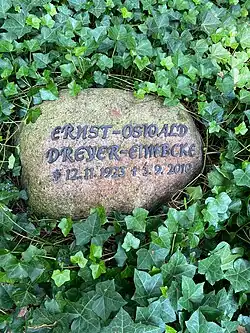 ERNST-OSWALD
DREYER-EIMBCKE
* 12.11.1923 † 3.9.2010